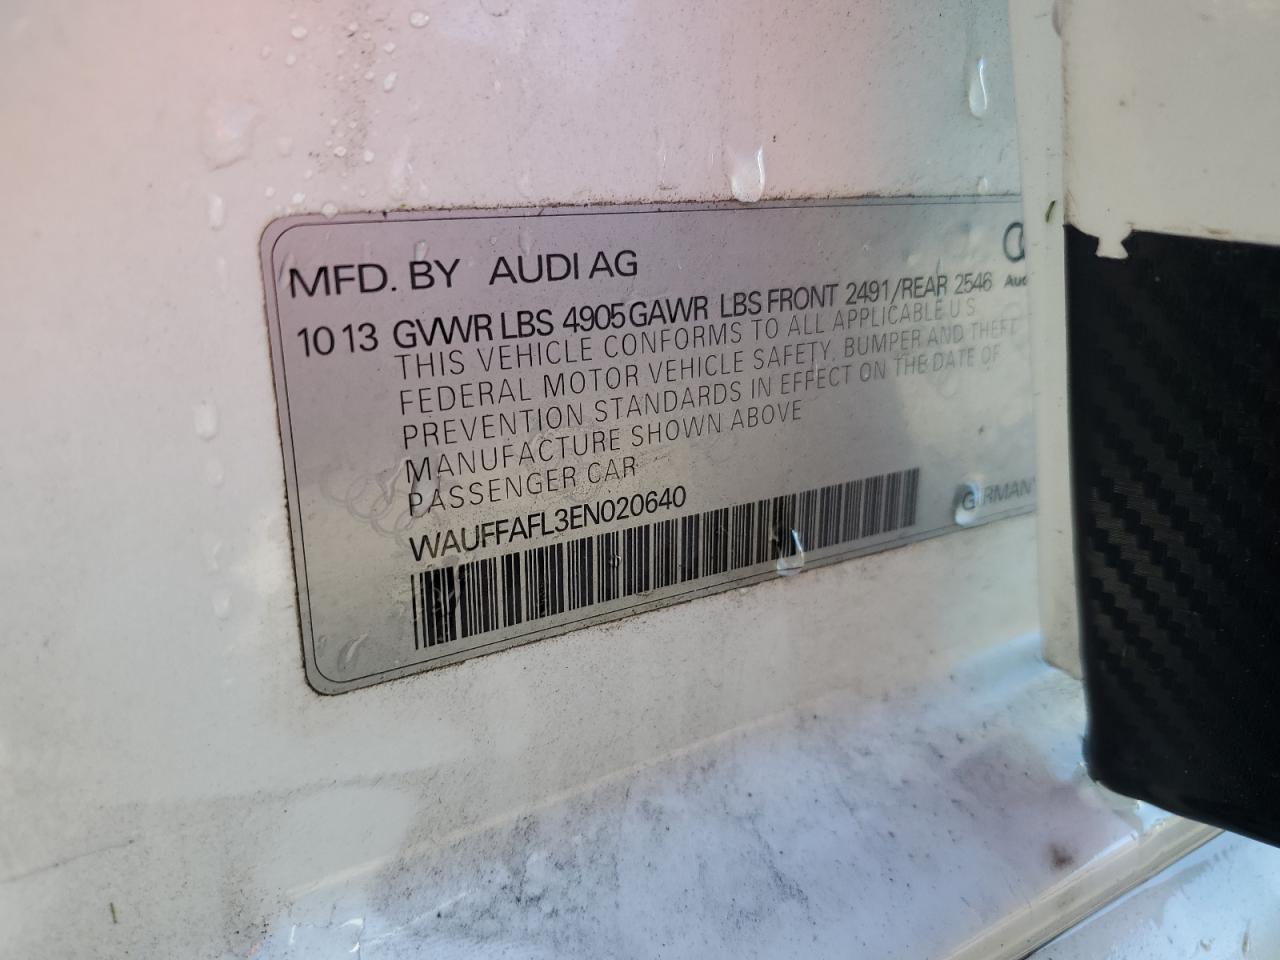 MFD. BY AUDI AG
10 13 GVWR LBS 4905 GAWR LBS FRONT 2491/REAR 2546
THIS VEHICLE CONFORMS TO ALL APPLICABLE U S
FEDERAL MOTOR VEHICLE SAFETY, BUMPER AND THEFT
PREVENTION STANDARDS IN EFFECT ON THE DATE OF
MANUFACTURE SHOWN ABOVE
PASSENGER CAR
WAUFFAFL3EN020640
Aud
GERMANY